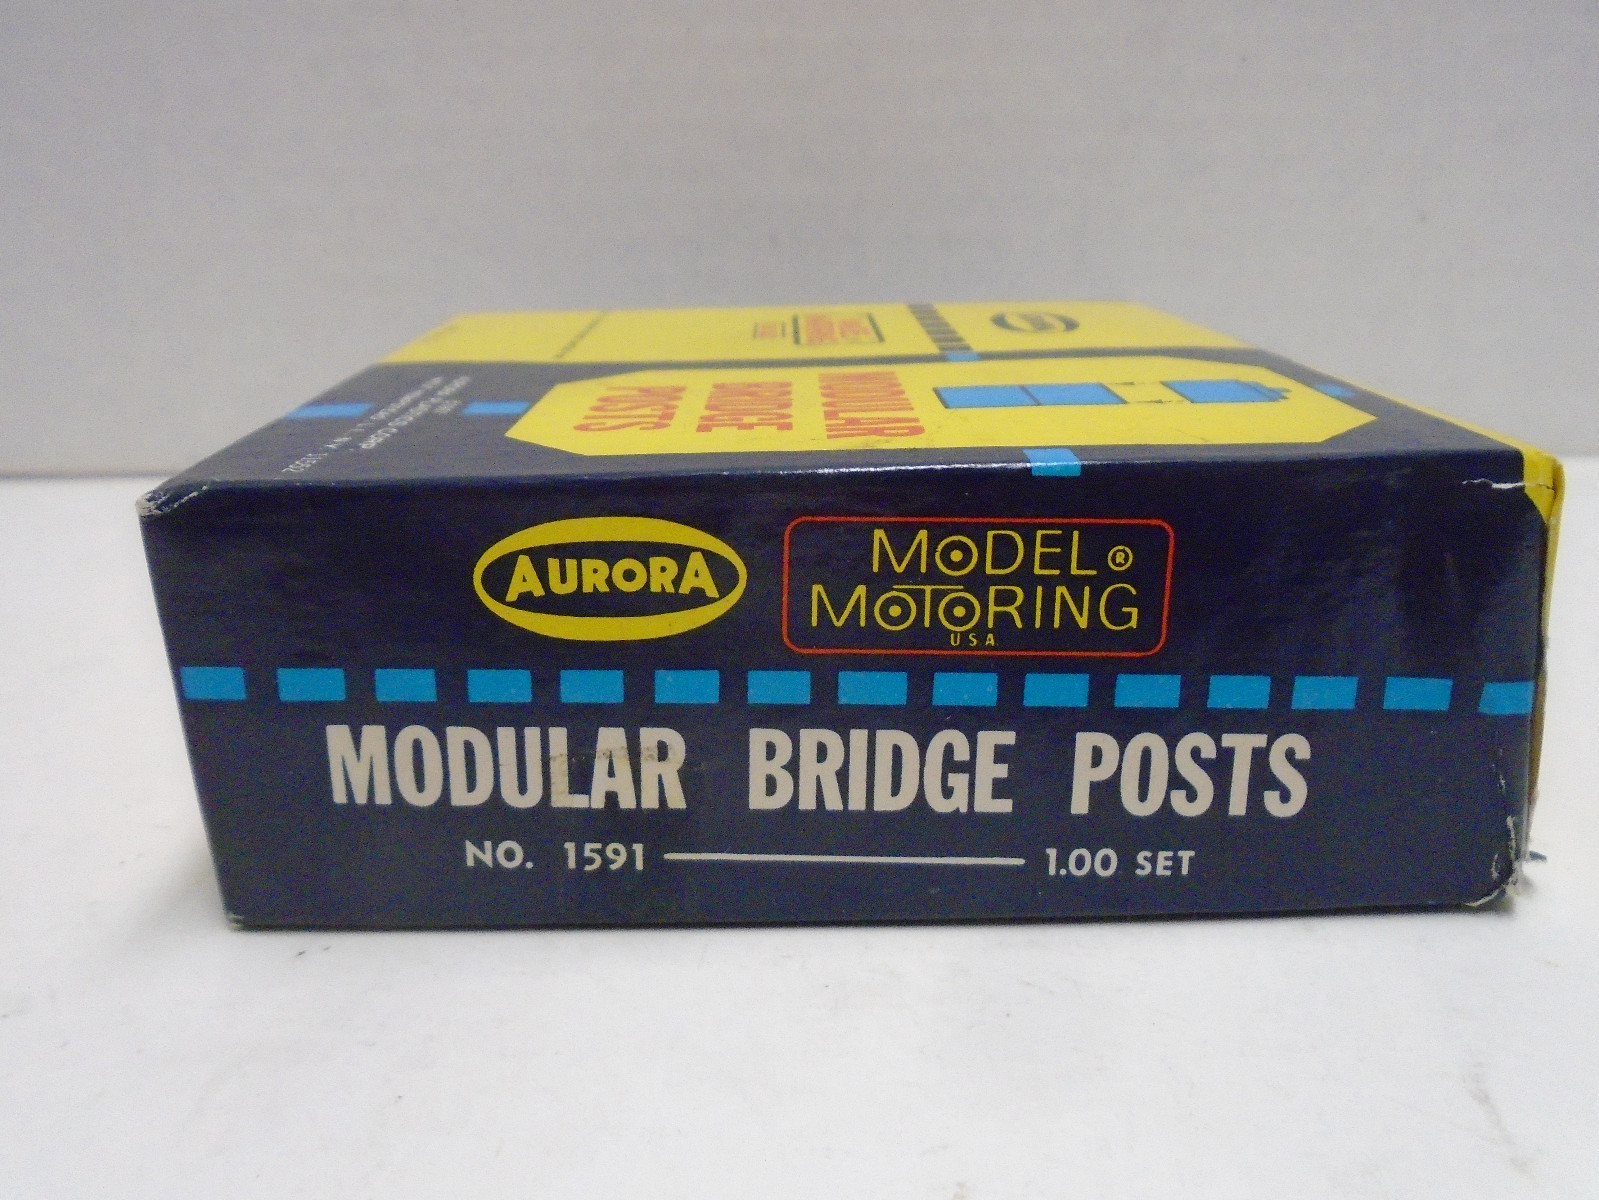 MODULAR
BRIDGE
POSTS
AURORA
MODEL®
MOTORING
USA
MODULAR BRIDGE POSTS
NO. 1591 — 1.00 SET